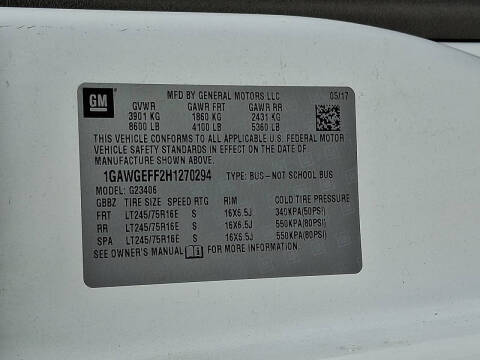 GM
MFD BY GENERAL MOTORS LLC 05/17
GVWR GAWR FRT GAWR RR
3901 KG 1860 KG 2431 KG
8600 LB 4100 LB 5360 LB
THIS VEHICLE CONFORMS TO ALL APPLICABLE U.S. FEDERAL MOTOR
VEHICLE SAFETY STANDARDS IN EFFECT ON THE DATE OF
MANUFACTURE SHOWN ABOVE.
1GAWGEFF2H1270294 TYPE: BUS-NOT SCHOOL BUS
MODEL: G23406
GBBZ TIRE SIZE SPEED RTG RIM COLD TIRE PRESSURE
FRT LT245/75R16E S 16X6.5J 340KPA(50PSI)
RR LT245/75R16E S 16X6.5J 550KPA(80PSI)
SPA LT245/75R16E S 16X6.5J 550KPA(80PSI)
SEE OWNER'S MANUAL FOR MORE INFORMATION.